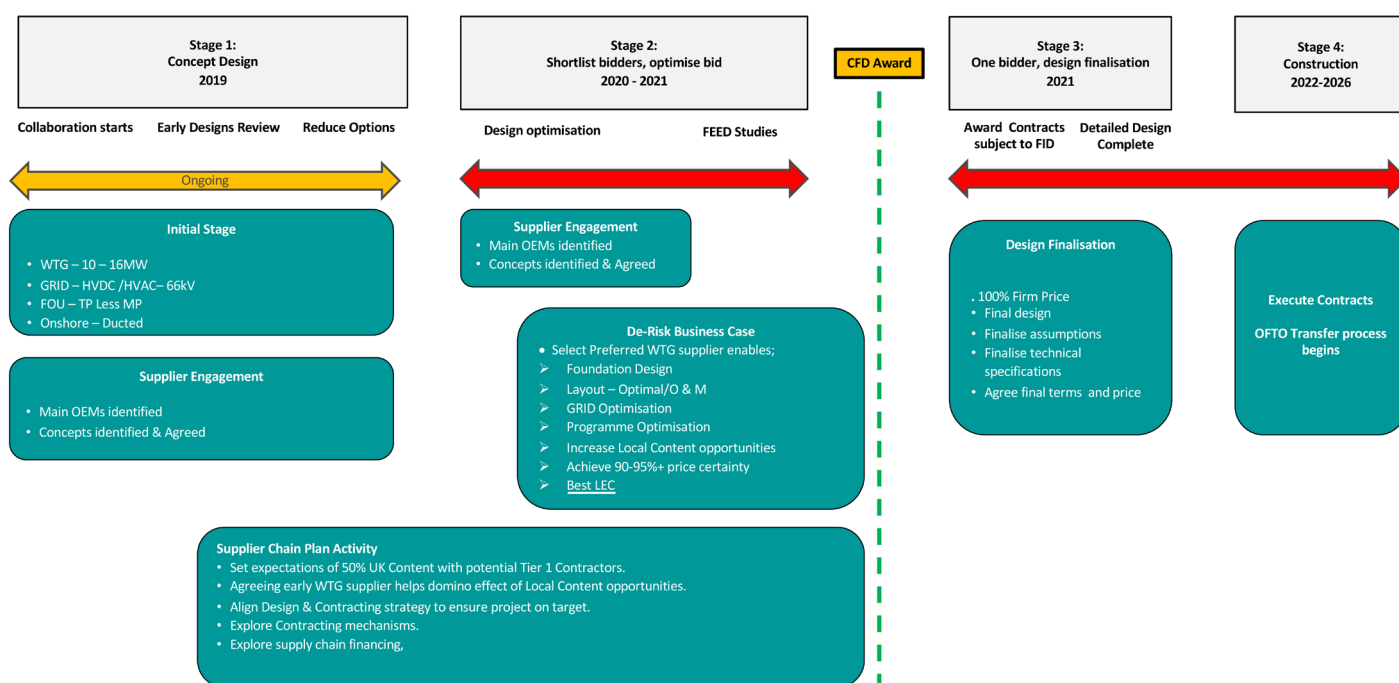 Stage 1:
Concept Design
2019
Stage 2:
Shortlist bidders, optimise bid
2020 - 2021
CFD Award
Stage 3:
One bidder, design finalisation
2021
Stage 4:
Construction
2022-2026
Collaboration starts
Early Designs Review
Reduce Options
Design optimisation
FEED Studies
Award Contracts
subject to FID
Detailed Design
Complete
Ongoing
Initial Stage
• WTG – 10 – 16MW
• GRID – HVDC /HVAC– 66kV
• FOU – TP Less MP
• Onshore – Ducted
Supplier Engagement
• Main OEMs identified
• Concepts identified & Agreed
Supplier Engagement
• Main OEMs identified
• Concepts identified & Agreed
De-Risk Business Case
• Select Preferred WTG supplier enables;
➢ Foundation Design
➢ Layout – Optimal/O & M
➢ GRID Optimisation
➢ Programme Optimisation
➢ Increase Local Content opportunities
➢ Achieve 90-95%+ price certainty
➢ Best LEC
Supplier Chain Plan Activity
• Set expectations of 50% UK Content with potential Tier 1 Contractors.
• Agreeing early WTG supplier helps domino effect of Local Content opportunities.
• Align Design & Contracting strategy to ensure project on target.
• Explore Contracting mechanisms.
• Explore supply chain financing,
Design Finalisation
. 100% Firm Price
• Final design
• Finalise assumptions
• Finalise technical
specifications
• Agree final terms and price
Execute Contracts
OFTO Transfer process
begins